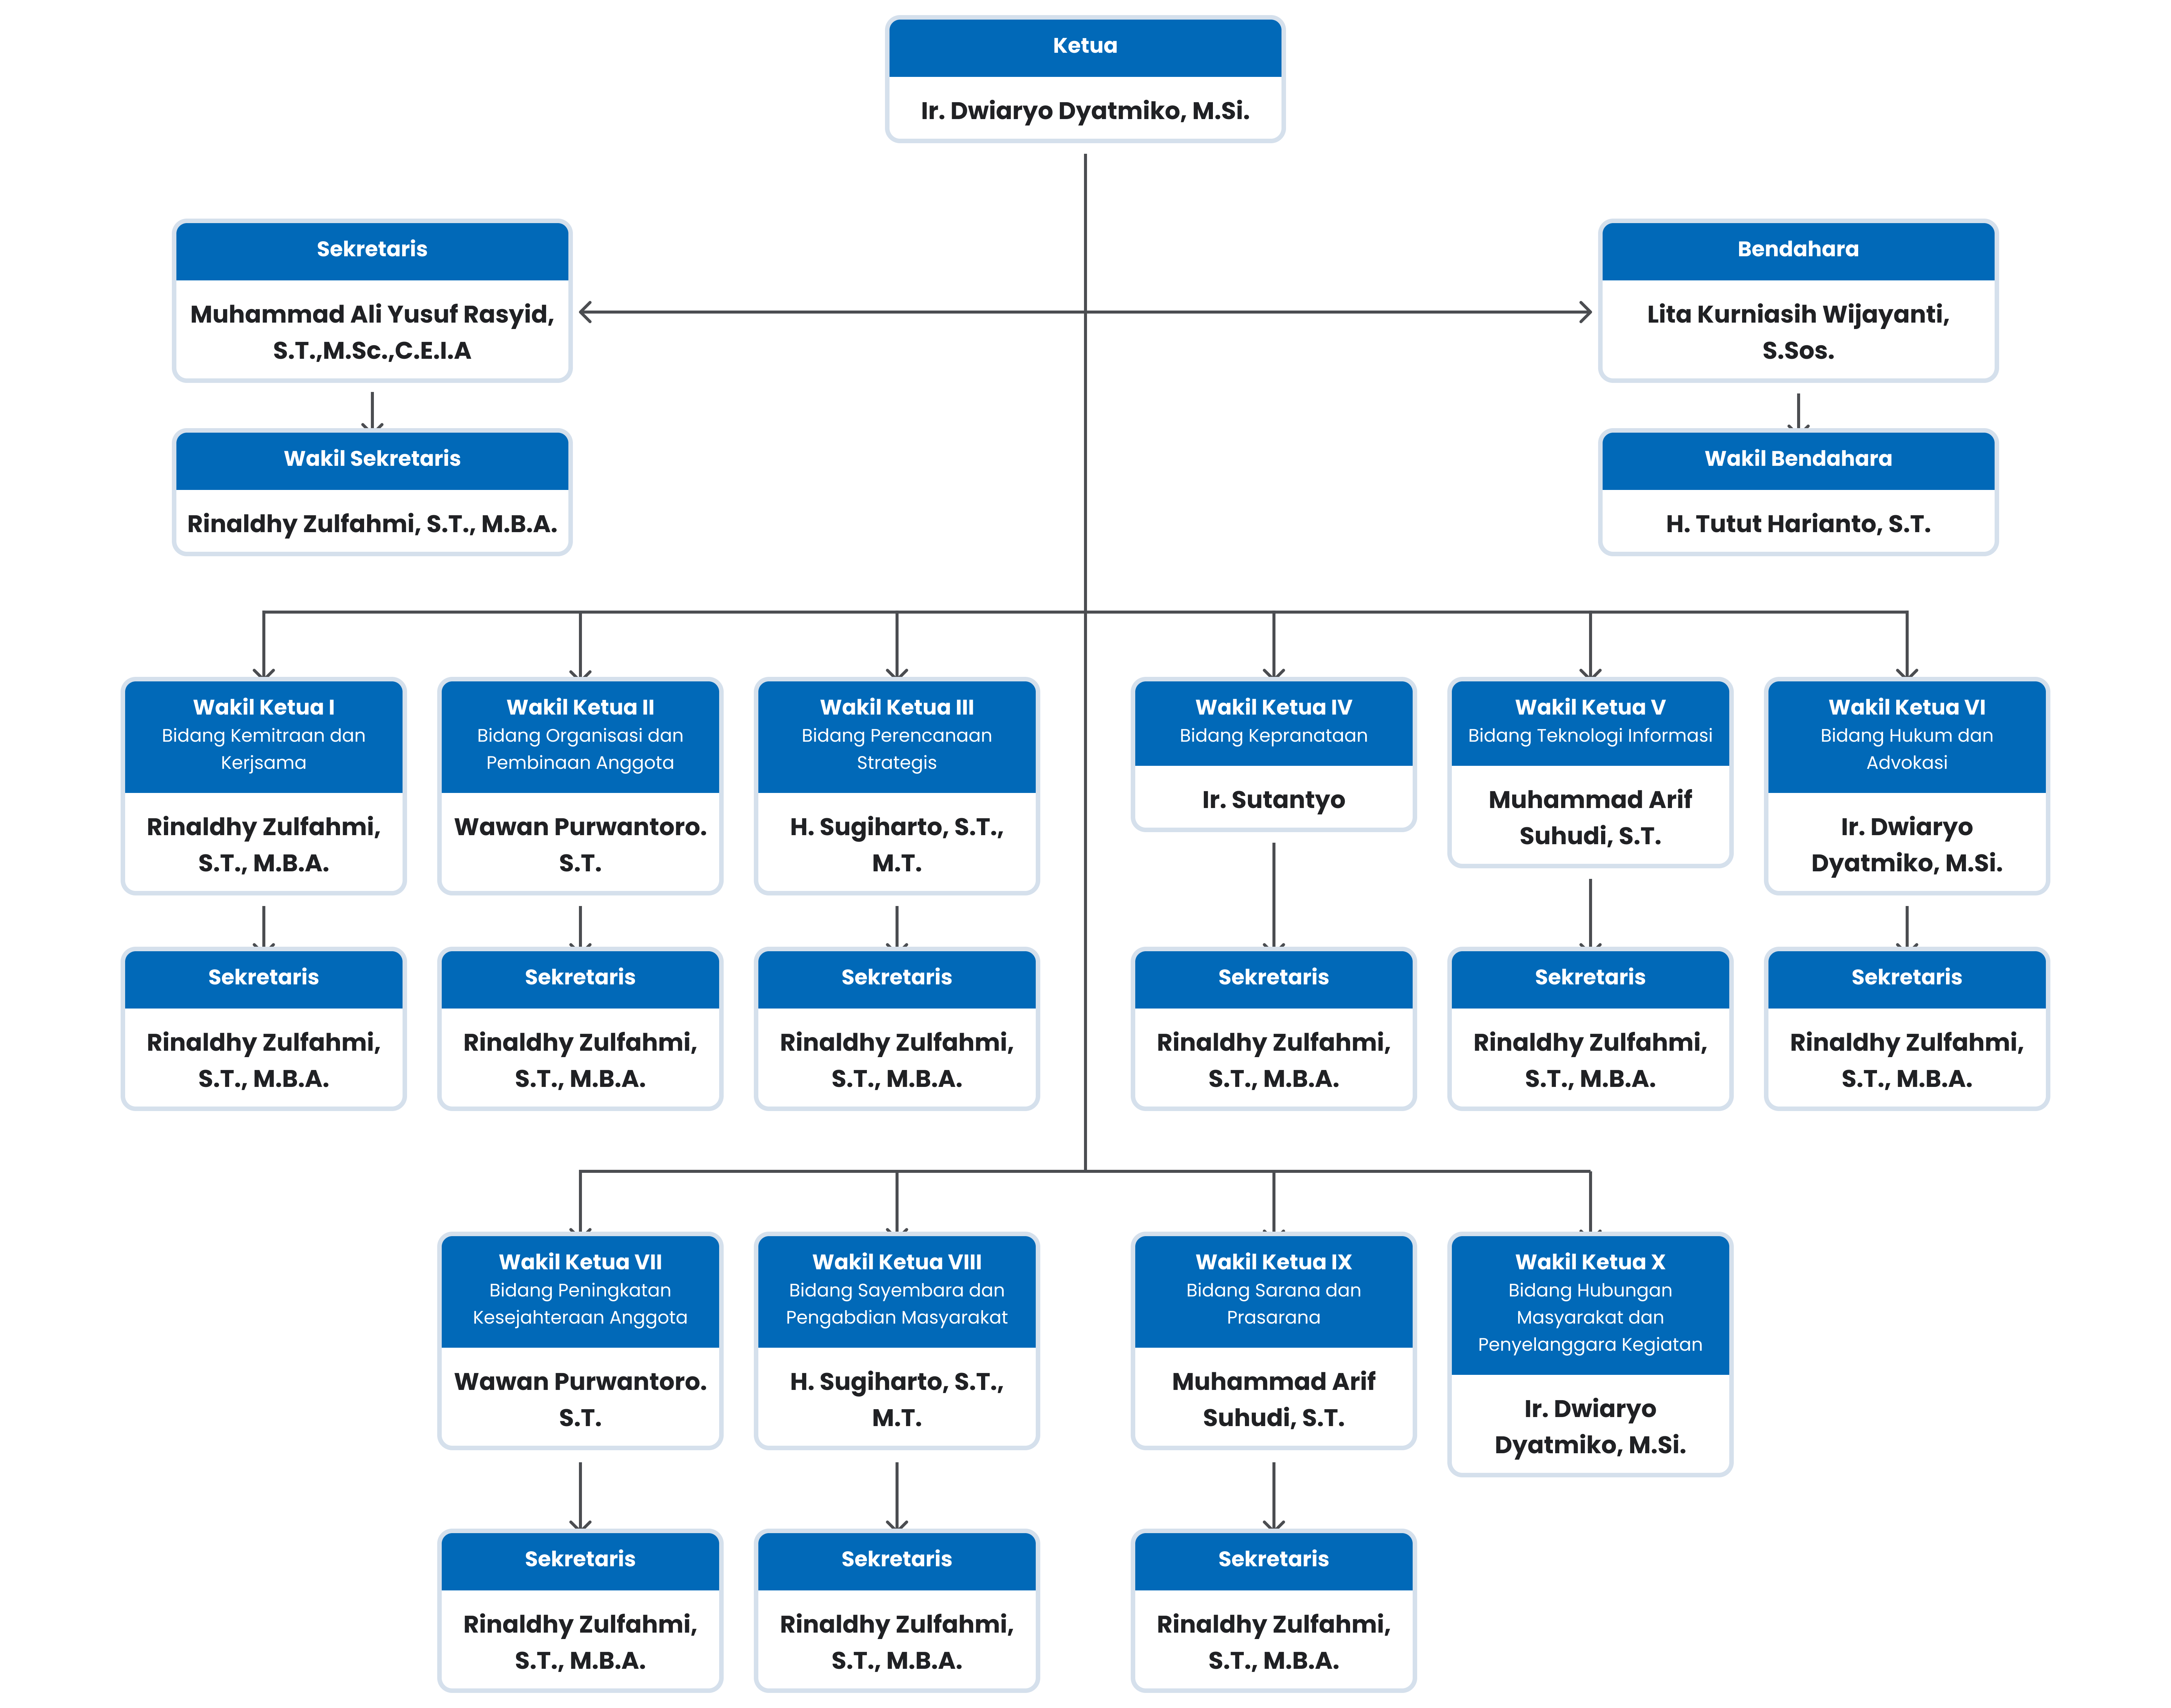 Ketua
Ir. Dwiaryo Dyatmiko, M.Si.
Sekretaris
Muhammad Ali Yusuf Rasyid,
S.T.,M.Sc.,C.E.I.A
Bendahara
Lita Kurniasih Wijayanti,
S.Sos.
Wakil Sekretaris
Rinaldhy Zulfahmi, S.T., M.B.A.
Wakil Bendahara
H. Tutut Harianto, S.T.
Wakil Ketua I
Bidang Kemitraan dan
Kerjsama
Rinaldhy Zulfahmi,
S.T., M.B.A.
Wakil Ketua II
Bidang Organisasi dan
Pembinaan Anggota
Wawan Purwantoro.
S.T.
Wakil Ketua III
Bidang Perencanaan
Strategis
H. Sugiharto, S.T.,
M.T.
Wakil Ketua IV
Bidang Kepranataan
Ir. Sutantyo
Wakil Ketua V
Bidang Teknologi Informasi
Muhammad Arif
Suhudi, S.T.
Wakil Ketua VI
Bidang Hukum dan
Advokasi
Ir. Dwiaryo
Dyatmiko, M.Si.
Sekretaris
Rinaldhy Zulfahmi,
S.T., M.B.A.
Sekretaris
Rinaldhy Zulfahmi,
S.T., M.B.A.
Sekretaris
Rinaldhy Zulfahmi,
S.T., M.B.A.
Sekretaris
Rinaldhy Zulfahmi,
S.T., M.B.A.
Sekretaris
Rinaldhy Zulfahmi,
S.T., M.B.A.
Sekretaris
Rinaldhy Zulfahmi,
S.T., M.B.A.
Wakil Ketua VII
Bidang Peningkatan
Kesejahteraan Anggota
Wawan Purwantoro.
S.T.
Wakil Ketua VIII
Bidang Sayembara dan
Pengabdian Masyarakat
H. Sugiharto, S.T.,
M.T.
Wakil Ketua IX
Bidang Sarana dan
Prasarana
Muhammad Arif
Suhudi, S.T.
Wakil Ketua X
Bidang Hubungan
Masyarakat dan
Penyelanggara Kegiatan
Ir. Dwiaryo
Dyatmiko, M.Si.
Sekretaris
Rinaldhy Zulfahmi,
S.T., M.B.A.
Sekretaris
Rinaldhy Zulfahmi,
S.T., M.B.A.
Sekretaris
Rinaldhy Zulfahmi,
S.T., M.B.A.